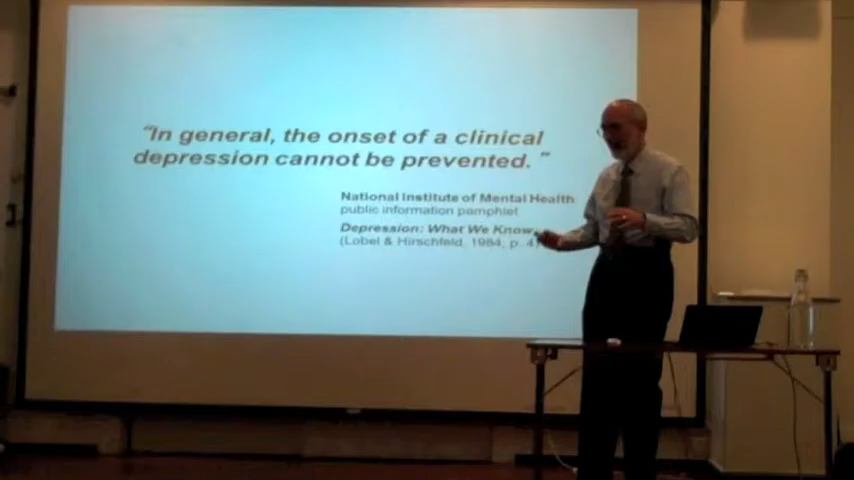 “In general, the onset of a clinical
depression cannot be prevented. ”
National Institute of Mental Health
public information pamphlet
Depression: What We Know,
(Lobel & Hirschfeld, 1984, p. 4)